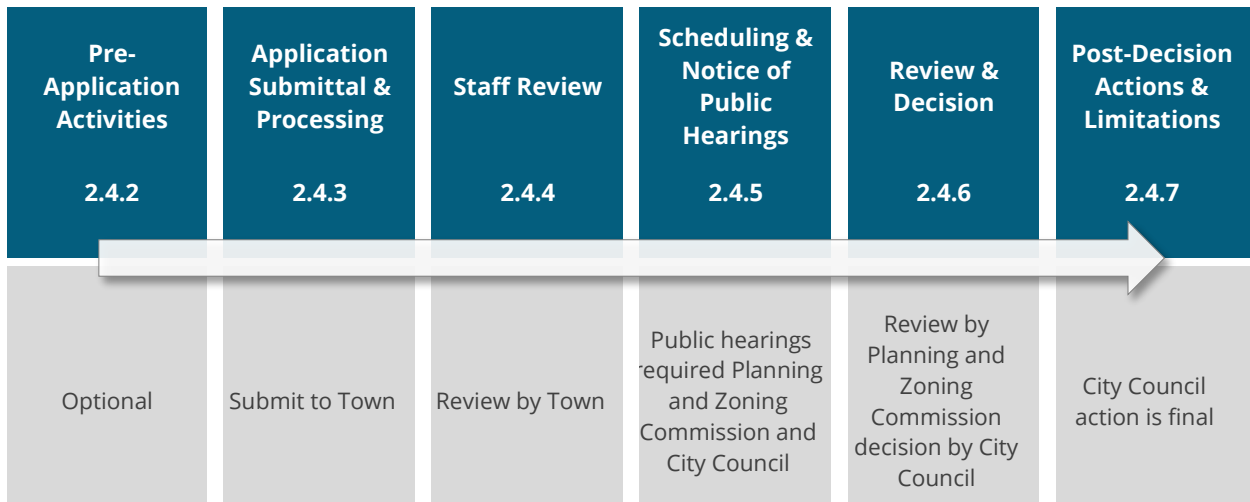 Pre-
Application
Activities
2.4.2
Application
Submittal &
Processing
2.4.3
Staff Review
2.4.4
Scheduling &
Notice of
Public
Hearings
2.4.5
Review &
Decision
2.4.6
Post-Decision
Actions &
Limitations
2.4.7
Optional
Submit to Town
Review by Town
Public hearings
required Planning
and Zoning
Commission and
City Council
Review by
Planning and
Zoning
Commission
decision by City
Council
City Council
action is final